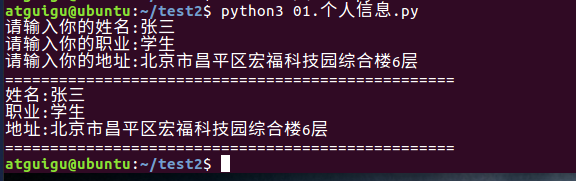 atguigu@ubuntu:~/test2$ python3 01.个人信息.py
请输入你的姓名:张三
请输入你的职业:学生
请输入你的地址:北京市昌平区宏福科技园综合楼6层
==================================================
姓名:张三
职业:学生
地址:北京市昌平区宏福科技园综合楼6层
==================================================
atguigu@ubuntu:~/test2$